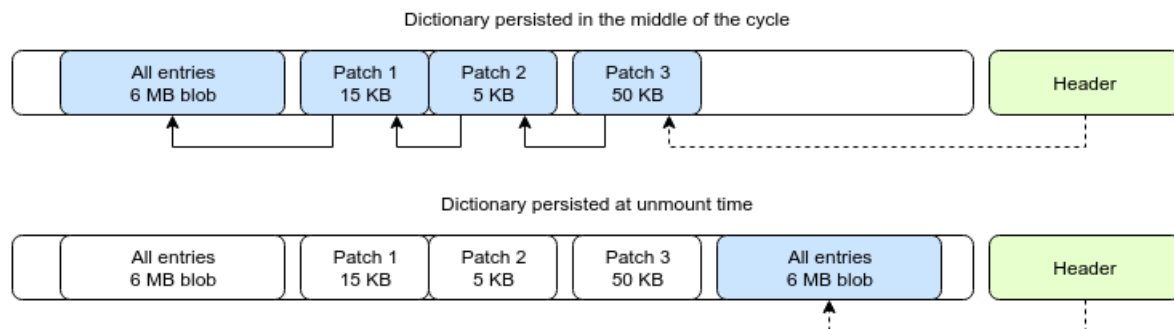 Dictionary persisted in the middle of the cycle
All entries
6 MB blob
Patch 1
15 KB
Patch 2
5 KB
Patch 3
50 KB
Header
Dictionary persisted at unmount time
All entries
6 MB blob
Patch 1
15 KB
Patch 2
5 KB
Patch 3
50 KB
All entries
6 MB blob
Header